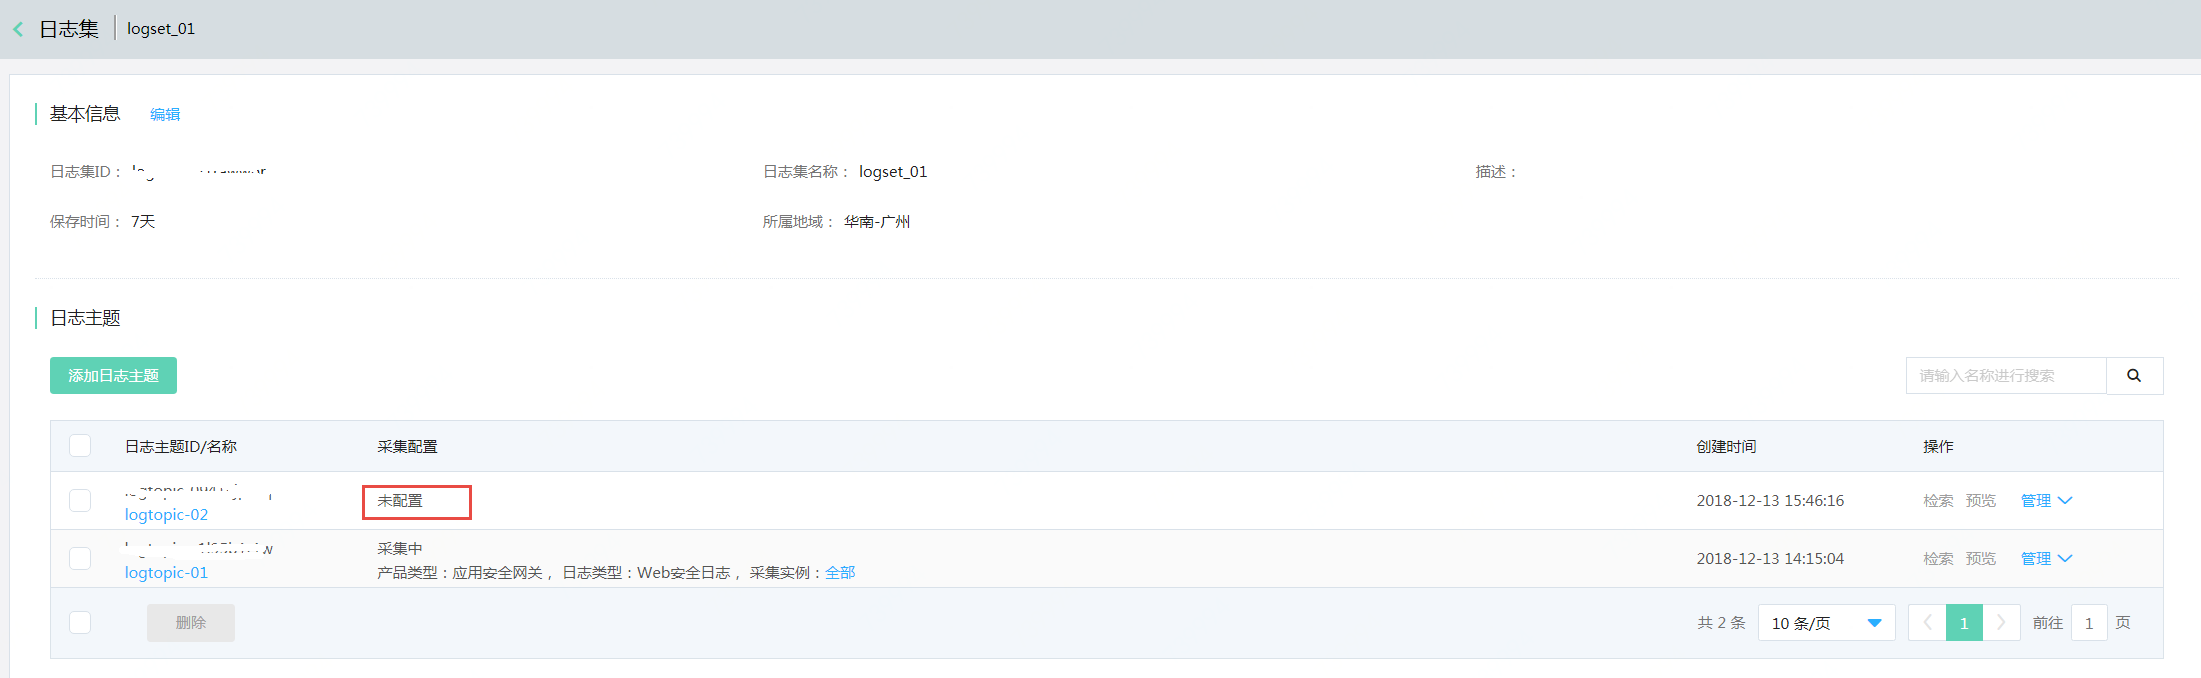 日志集 logset_01
基本信息 编辑
日志集ID：
日志集名称： logset_01
描述：
保存时间： 7天
所属地域： 华南-广州
日志主题
添加日志主题
请输入名称进行搜索
日志主题ID/名称 采集配置 创建时间 操作
logtopic-02
未配置
2018-12-13 15:46:16 检索 预览 管理
logtopic-01
采集中
产品类型：应用安全网关， 日志类型：Web安全日志， 采集实例：全部
2018-12-13 14:15:04 检索 预览 管理
删除 共 2 条 10 条/页 1 前往 1 页